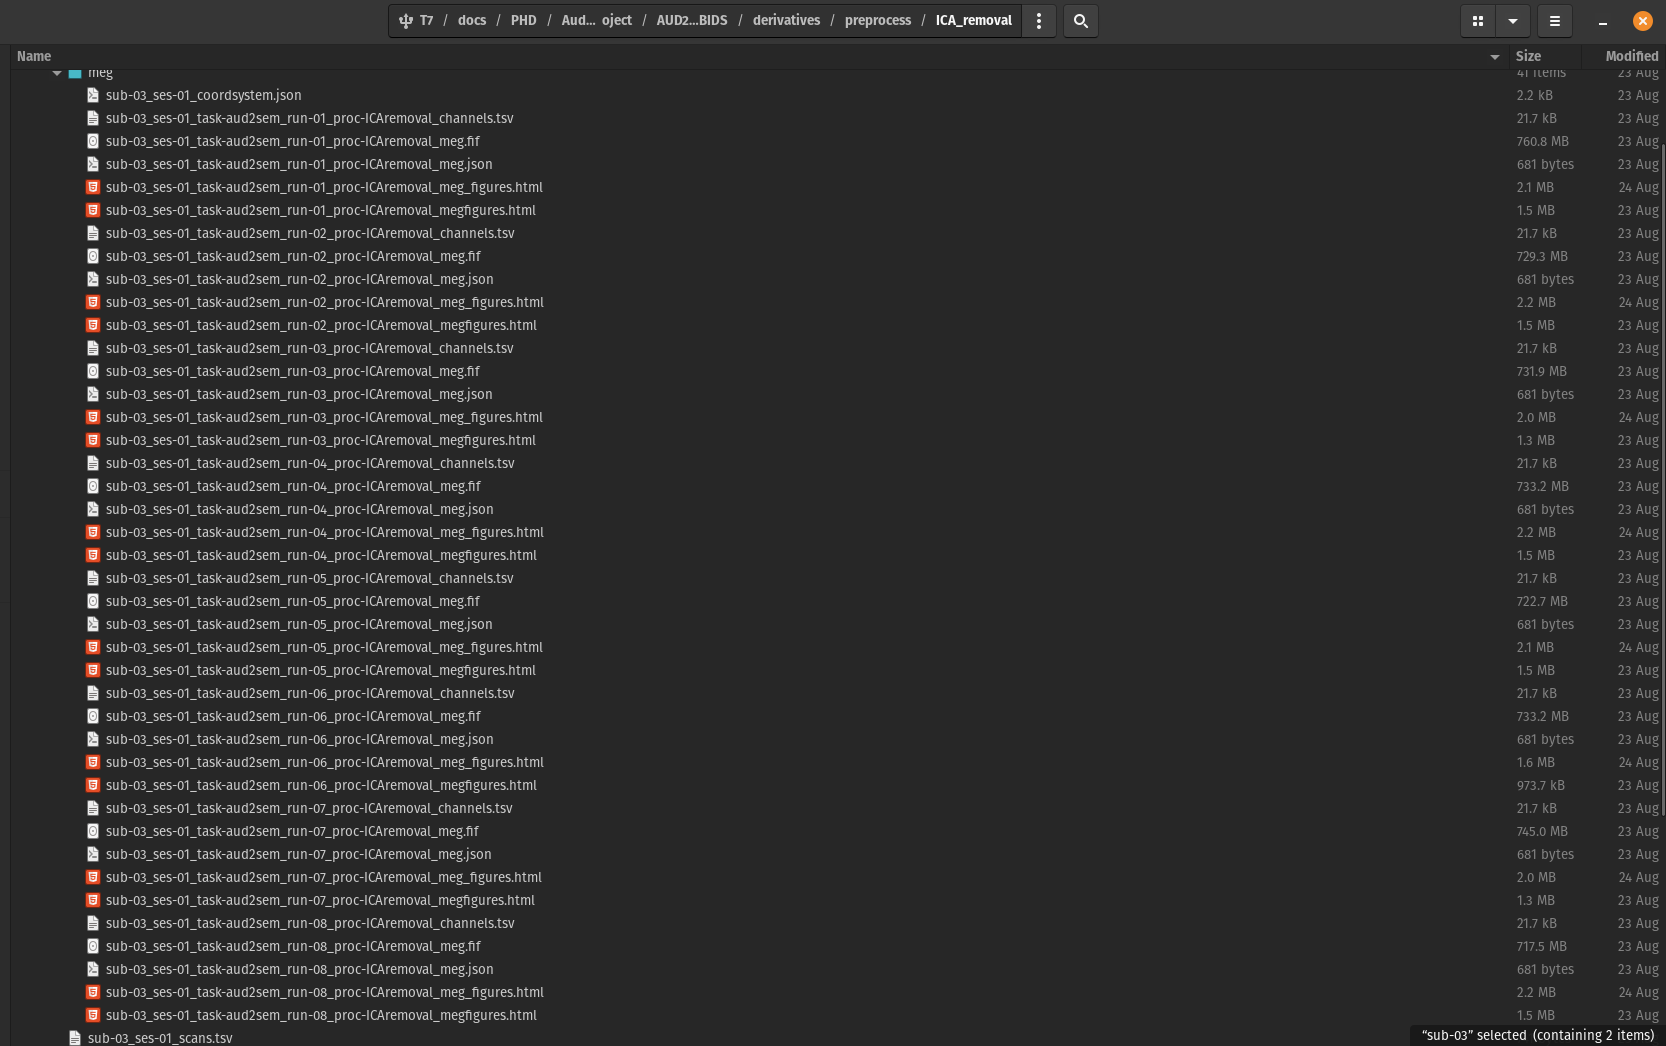 T7 / docs / PHD / Aud... oject / AUD2...BIDS / derivatives / preprocess / ICA_removal
Name Size Modified
meg 41 items 23 Aug
sub-03_ses-01_coordsystem.json 2.2 kB 23 Aug
sub-03_ses-01_task-aud2sem_run-01_proc-ICAremoval_channels.tsv 21.7 kB 23 Aug
sub-03_ses-01_task-aud2sem_run-01_proc-ICAremoval_meg.fif 760.8 MB 23 Aug
sub-03_ses-01_task-aud2sem_run-01_proc-ICAremoval_meg.json 681 bytes 23 Aug
sub-03_ses-01_task-aud2sem_run-01_proc-ICAremoval_meg_figures.html 2.1 MB 24 Aug
sub-03_ses-01_task-aud2sem_run-01_proc-ICAremoval_megfigures.html 1.5 MB 23 Aug
sub-03_ses-01_task-aud2sem_run-02_proc-ICAremoval_channels.tsv 21.7 kB 23 Aug
sub-03_ses-01_task-aud2sem_run-02_proc-ICAremoval_meg.fif 729.3 MB 23 Aug
sub-03_ses-01_task-aud2sem_run-02_proc-ICAremoval_meg.json 681 bytes 23 Aug
sub-03_ses-01_task-aud2sem_run-02_proc-ICAremoval_meg_figures.html 2.2 MB 24 Aug
sub-03_ses-01_task-aud2sem_run-02_proc-ICAremoval_megfigures.html 1.5 MB 23 Aug
sub-03_ses-01_task-aud2sem_run-03_proc-ICAremoval_channels.tsv 21.7 kB 23 Aug
sub-03_ses-01_task-aud2sem_run-03_proc-ICAremoval_meg.fif 731.9 MB 23 Aug
sub-03_ses-01_task-aud2sem_run-03_proc-ICAremoval_meg.json 681 bytes 23 Aug
sub-03_ses-01_task-aud2sem_run-03_proc-ICAremoval_meg_figures.html 2.0 MB 24 Aug
sub-03_ses-01_task-aud2sem_run-03_proc-ICAremoval_megfigures.html 1.3 MB 23 Aug
sub-03_ses-01_task-aud2sem_run-04_proc-ICAremoval_channels.tsv 21.7 kB 23 Aug
sub-03_ses-01_task-aud2sem_run-04_proc-ICAremoval_meg.fif 733.2 MB 23 Aug
sub-03_ses-01_task-aud2sem_run-04_proc-ICAremoval_meg.json 681 bytes 23 Aug
sub-03_ses-01_task-aud2sem_run-04_proc-ICAremoval_meg_figures.html 2.2 MB 24 Aug
sub-03_ses-01_task-aud2sem_run-04_proc-ICAremoval_megfigures.html 1.5 MB 23 Aug
sub-03_ses-01_task-aud2sem_run-05_proc-ICAremoval_channels.tsv 21.7 kB 23 Aug
sub-03_ses-01_task-aud2sem_run-05_proc-ICAremoval_meg.fif 722.7 MB 23 Aug
sub-03_ses-01_task-aud2sem_run-05_proc-ICAremoval_meg.json 681 bytes 23 Aug
sub-03_ses-01_task-aud2sem_run-05_proc-ICAremoval_meg_figures.html 2.1 MB 24 Aug
sub-03_ses-01_task-aud2sem_run-05_proc-ICAremoval_megfigures.html 1.5 MB 23 Aug
sub-03_ses-01_task-aud2sem_run-06_proc-ICAremoval_channels.tsv 21.7 kB 23 Aug
sub-03_ses-01_task-aud2sem_run-06_proc-ICAremoval_meg.fif 733.2 MB 23 Aug
sub-03_ses-01_task-aud2sem_run-06_proc-ICAremoval_meg.json 681 bytes 23 Aug
sub-03_ses-01_task-aud2sem_run-06_proc-ICAremoval_meg_figures.html 1.6 MB 24 Aug
sub-03_ses-01_task-aud2sem_run-06_proc-ICAremoval_megfigures.html 973.7 kB 23 Aug
sub-03_ses-01_task-aud2sem_run-07_proc-ICAremoval_channels.tsv 21.7 kB 23 Aug
sub-03_ses-01_task-aud2sem_run-07_proc-ICAremoval_meg.fif 745.0 MB 23 Aug
sub-03_ses-01_task-aud2sem_run-07_proc-ICAremoval_meg.json 681 bytes 23 Aug
sub-03_ses-01_task-aud2sem_run-07_proc-ICAremoval_meg_figures.html 2.0 MB 24 Aug
sub-03_ses-01_task-aud2sem_run-07_proc-ICAremoval_megfigures.html 1.3 MB 23 Aug
sub-03_ses-01_task-aud2sem_run-08_proc-ICAremoval_channels.tsv 21.7 kB 23 Aug
sub-03_ses-01_task-aud2sem_run-08_proc-ICAremoval_meg.fif 717.5 MB 23 Aug
sub-03_ses-01_task-aud2sem_run-08_proc-ICAremoval_meg.json 681 bytes 23 Aug
sub-03_ses-01_task-aud2sem_run-08_proc-ICAremoval_meg_figures.html 2.2 MB 24 Aug
sub-03_ses-01_task-aud2sem_run-08_proc-ICAremoval_megfigures.html 1.5 MB 23 Aug
sub-03_ses-01_scans.tsv
“sub-03” selected (containing 2 items)